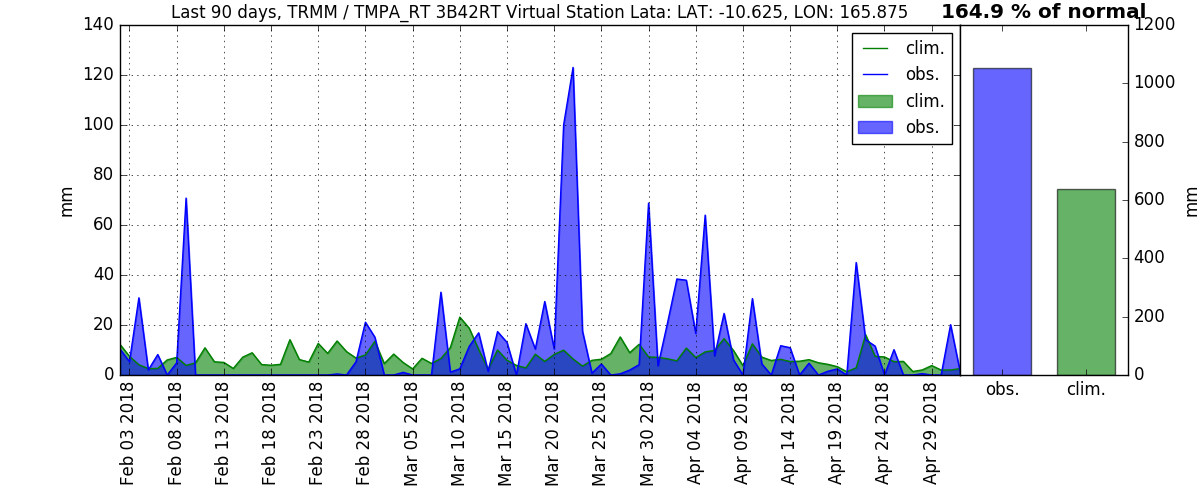 Last 90 days, TRMM / TMPA_RT 3B42RT Virtual Station Lata: LAT: -10.625, LON: 165.875
164.9 % of normal
mm
140
120
100
80
60
40
20
0
clim.
obs.
clim.
obs.
1200
1000
800
600
400
200
0
mm
obs.
clim.
Feb 03 2018
Feb 08 2018
Feb 13 2018
Feb 18 2018
Feb 23 2018
Feb 28 2018
Mar 05 2018
Mar 10 2018
Mar 15 2018
Mar 20 2018
Mar 25 2018
Mar 30 2018
Apr 04 2018
Apr 09 2018
Apr 14 2018
Apr 19 2018
Apr 24 2018
Apr 29 2018